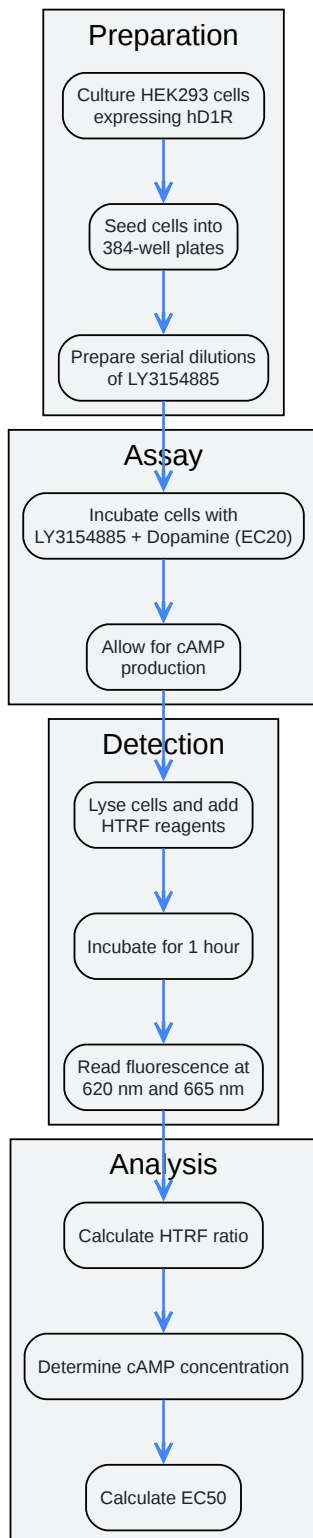 Preparation
Culture HEK293 cells
expressing hD1R
Seed cells into
384-well plates
Prepare serial dilutions
of LY3154885
Assay
Incubate cells with
LY3154885 + Dopamine (EC20)
Allow for cAMP
production
Detection
Lyse cells and add
HTRF reagents
Incubate for 1 hour
Read fluorescence at
620 nm and 665 nm
Analysis
Calculate HTRF ratio
Determine cAMP concentration
Calculate EC50